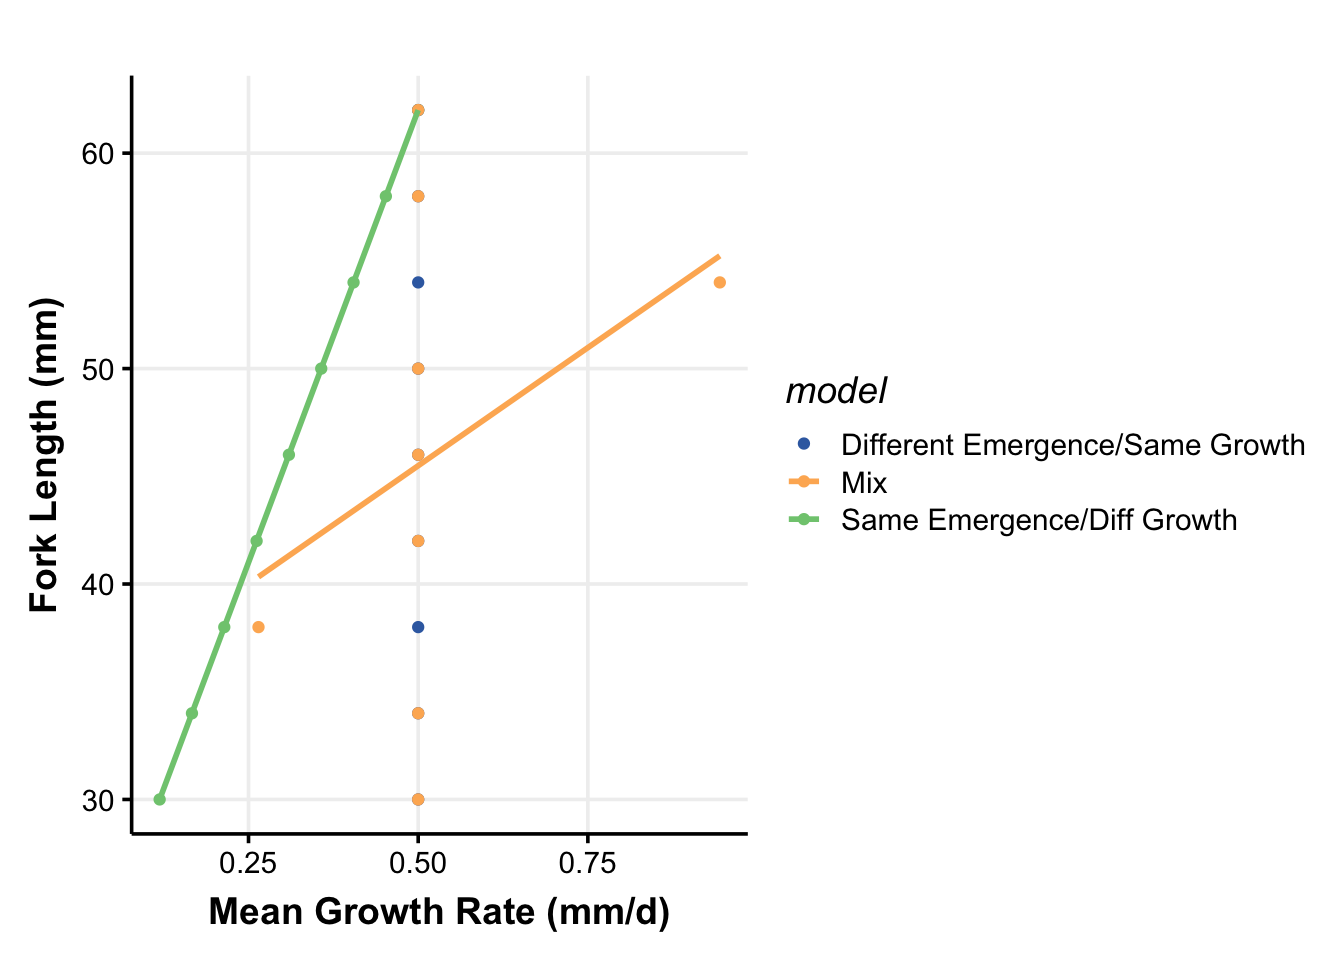 60
50
40
30
Fork Length (mm)
0.25 0.50 0.75
Mean Growth Rate (mm/d)
model
Different Emergence/Same Growth
Mix
Same Emergence/Diff Growth